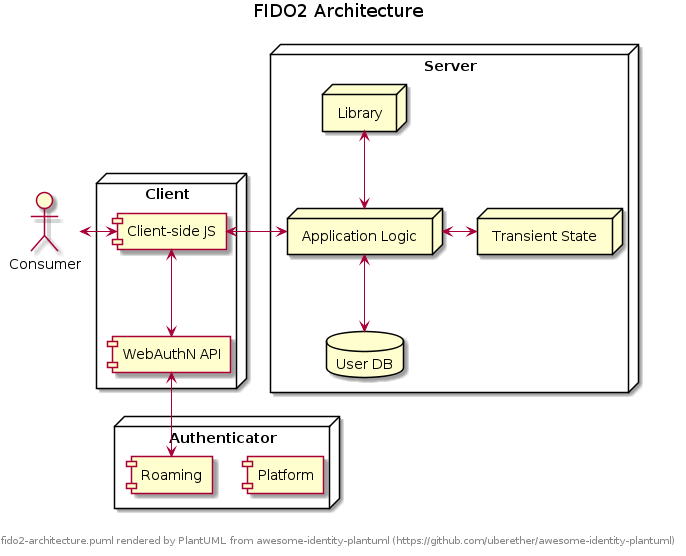 FIDO2 Architecture
Server
Library
Client
Client-side JS
Application Logic
Transient State
Consumer
WebAuthN API
User DB
Authenticator
Roaming
Platform
fido2-architecture.puml rendered by PlantUML from awesome-identity-plantuml (https://github.com/uberether/awesome-identity-plantuml)